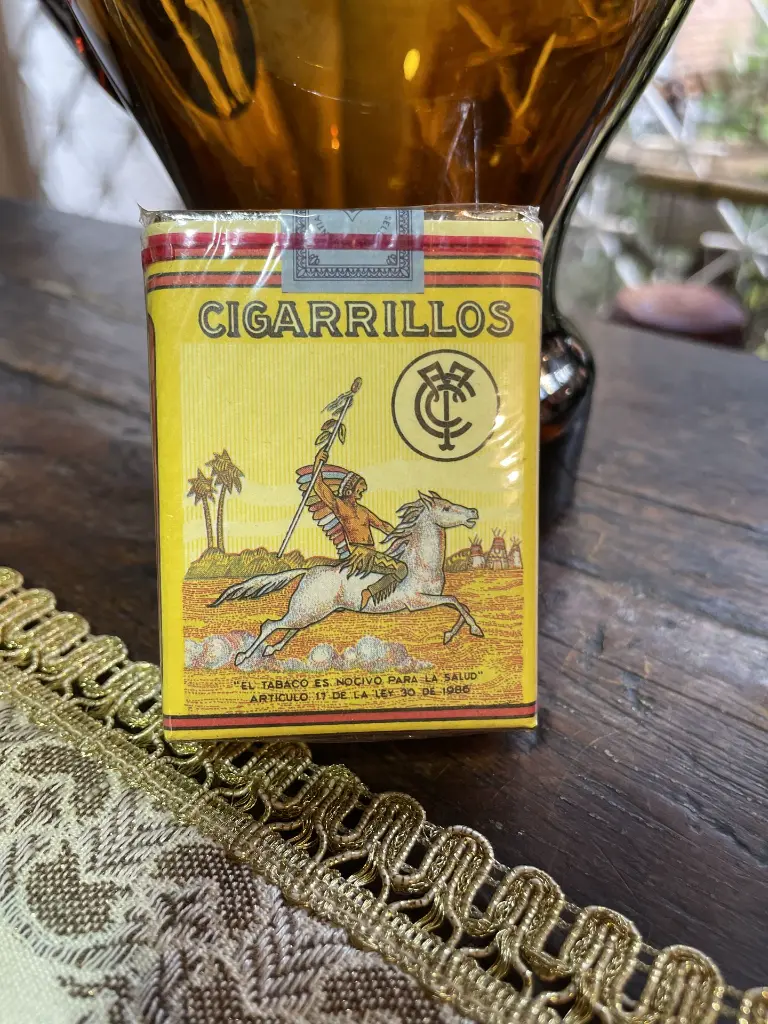 CIGARRILLOS
"EL TABACO ES NOCIVO PARA LA SALUD"
ARTICULO 17 DE LA LEY 30 DE 1986